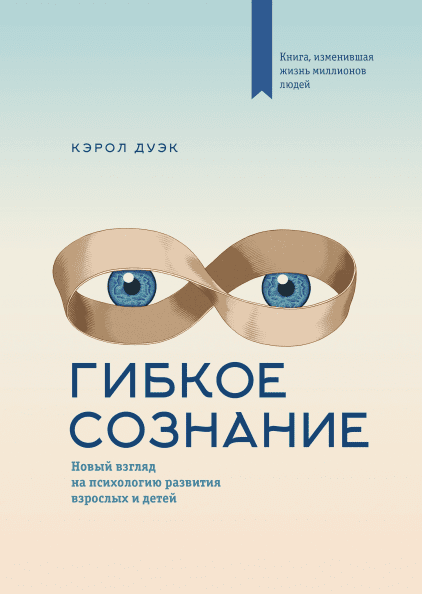 Книга, изменившая
жизнь миллионов
людей
КЭРОЛ ДУЭК
ГИБКОЕ
СОЗНАНИЕ
Новый взгляд
на психологию развития
взрослых и детей